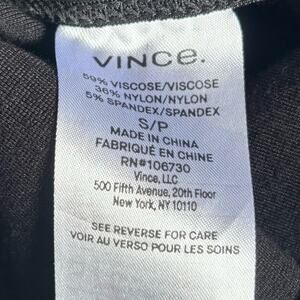 VINCE.
59% VISCOSE/VISCOSE
36% NYLON/NYLON
5% SPANDEX/SPANDEX
S/P
MADE IN CHINA
FABRIQUÉ EN CHINE
RN#106730
Vince, LLC
500 Fifth Avenue, 20th Floor
New York, NY 10110
SEE REVERSE FOR CARE
VOIR AU VERSO POUR LES SOINS